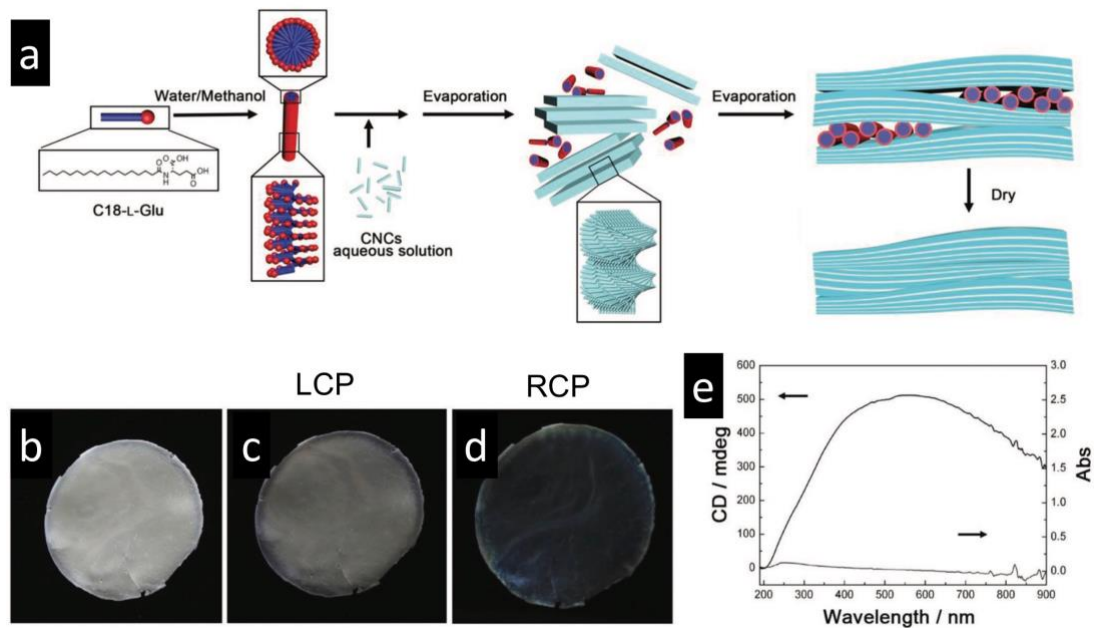 a
Water/Methanol
Evaporation
Evaporation
O
OH
O
N
H
OH
O
C18-L-Glu
CNCs
aqueous solution
Dry
LCP
RCP
b
c
d
e
600
500
400
300
200
100
0
CD / mdeg
3.0
2.5
2.0
1.5
1.0
0.5
0.0
Abs
200 300 400 500 600 700 800 900
Wavelength / nm